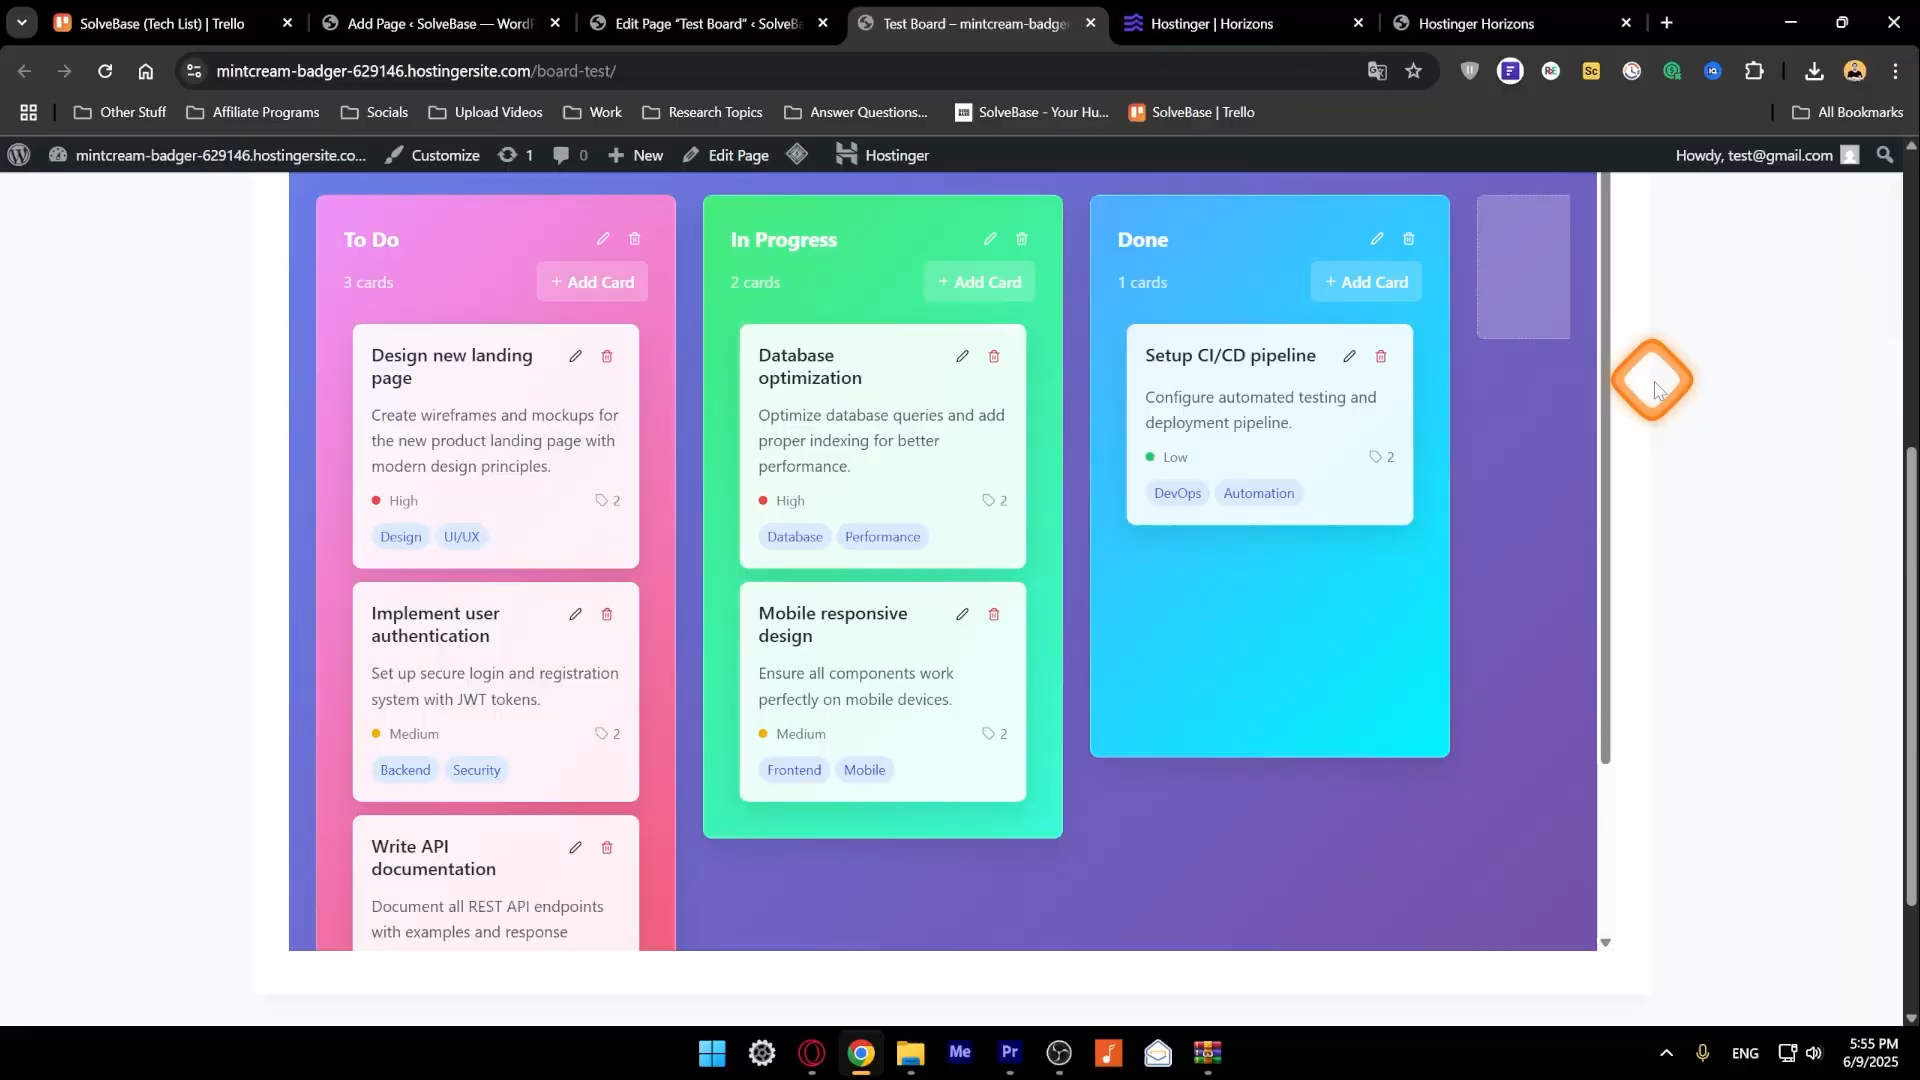 SolveBase (Tech List) | Trello
Add Page ‹ SolveBase — WordP
Edit Page “Test Board” ‹ SolveBa
Test Board – mintcream-badge
Hostinger | Horizons
Hostinger Horizons
mintcream-badger-629146.hostingersite.com/board-test/
Other Stuff
Affiliate Programs
Socials
Upload Videos
Work
Research Topics
Answer Questions...
SolveBase - Your Hu...
SolveBase | Trello
All Bookmarks
mintcream-badger-629146.hostingersite.co...
Customize
1
0
New
Edit Page
Hostinger
Howdy, test@gmail.com
To Do
3 cards
+ Add Card
Design new landing
page
Create wireframes and mockups for
the new product landing page with
modern design principles.
High
2
Design
UI/UX
Implement user
authentication
Set up secure login and registration
system with JWT tokens.
Medium
2
Backend
Security
Write API
documentation
Document all REST API endpoints
with examples and response
In Progress
2 cards
+ Add Card
Database
optimization
Optimize database queries and add
proper indexing for better
performance.
High
2
Database
Performance
Mobile responsive
design
Ensure all components work
perfectly on mobile devices.
Medium
2
Frontend
Mobile
Done
1 cards
+ Add Card
Setup CI/CD pipeline
Configure automated testing and
deployment pipeline.
Low
2
DevOps
Automation
Me
Pr
ENG
5:55 PM
6/9/2025